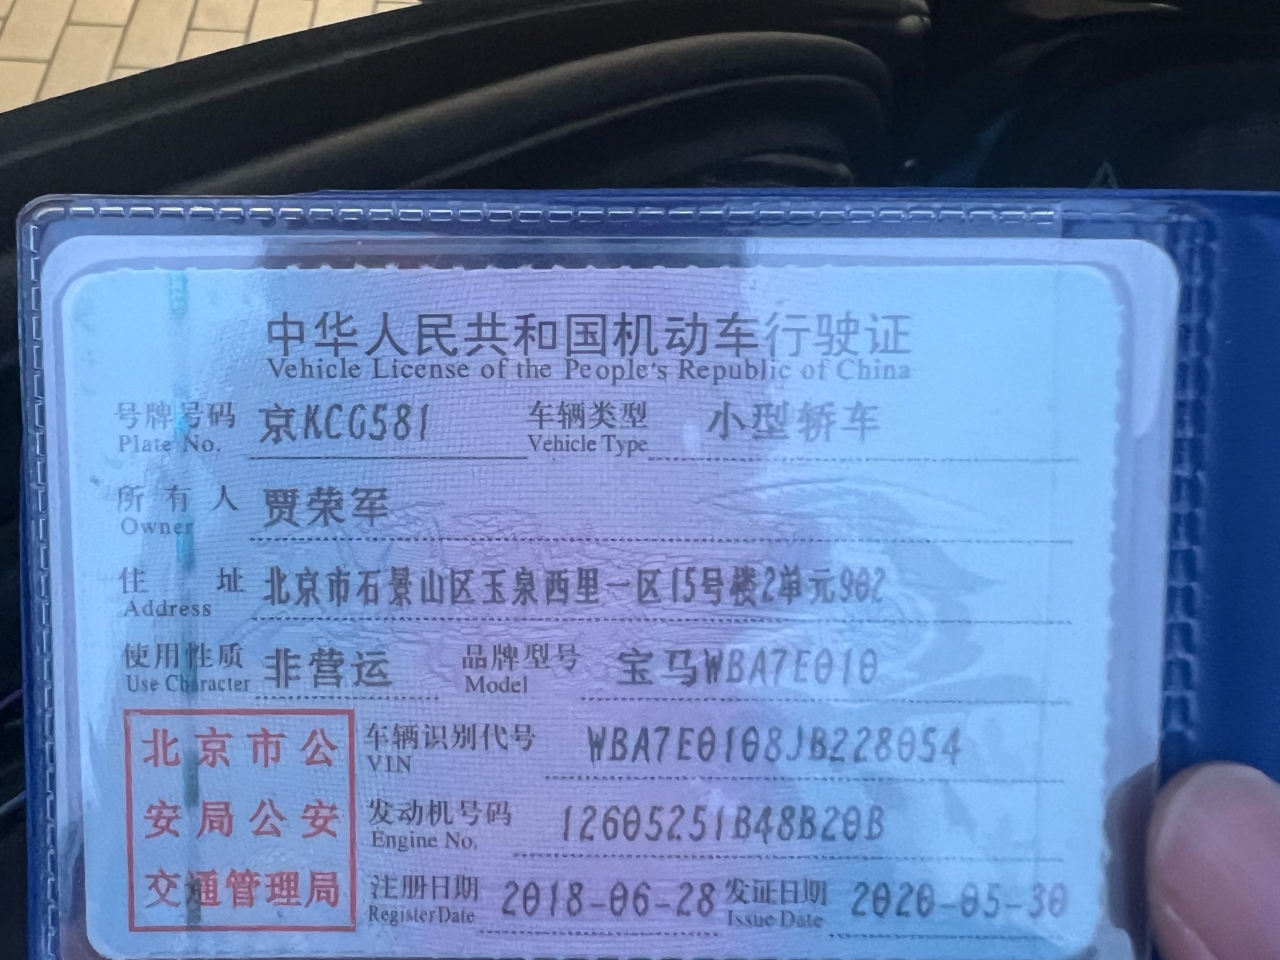 中华人民共和国机动车行驶证
Vehicle License of the People's Republic of China
号牌号码 京KCG581 车辆类型 小型轿车
Plate No. Vehicle Type
所有人 贾荣军
Owner
住址 北京市石景山区玉泉西里一区15号楼2单元902
Address
使用性质 非营运 品牌型号 宝马WBA7E010
Use Character Model
北京市公
安局公安
交通管理局
车辆识别代号 WBA7E0108JB228054
VIN
发动机号码 12605251B48B20B
Engine No.
注册日期 2018-06-28 发证日期 2020-05-30
Register Date Issue Date